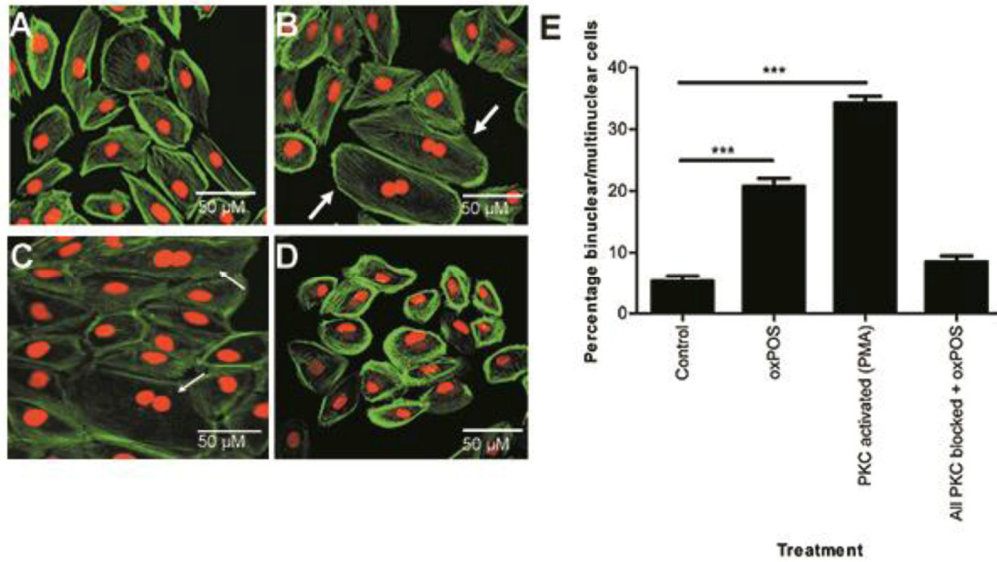 A
50 µM
B
50 µM
C
50 µM
D
50 µM
E
Percentage binuclear/multinuclear cells
40
30
20
10
0
***
***
Control
oxPOS
PKC activated (PMA)
All PKC blocked + oxPOS
Treatment